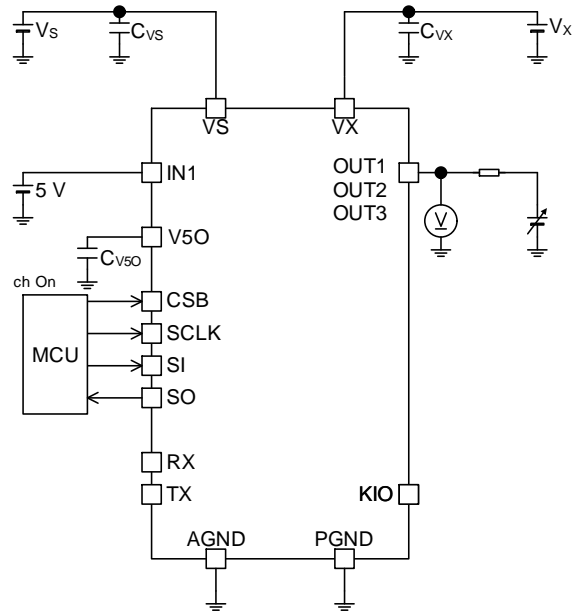 VS
CVS
CVX
VX
VS
VX
IN1
5 V
OUT1
OUT2
OUT3
V
V5O
CV5O
ch On
MCU
CSB
SCLK
SI
SO
RX
TX
KIO
AGND
PGND